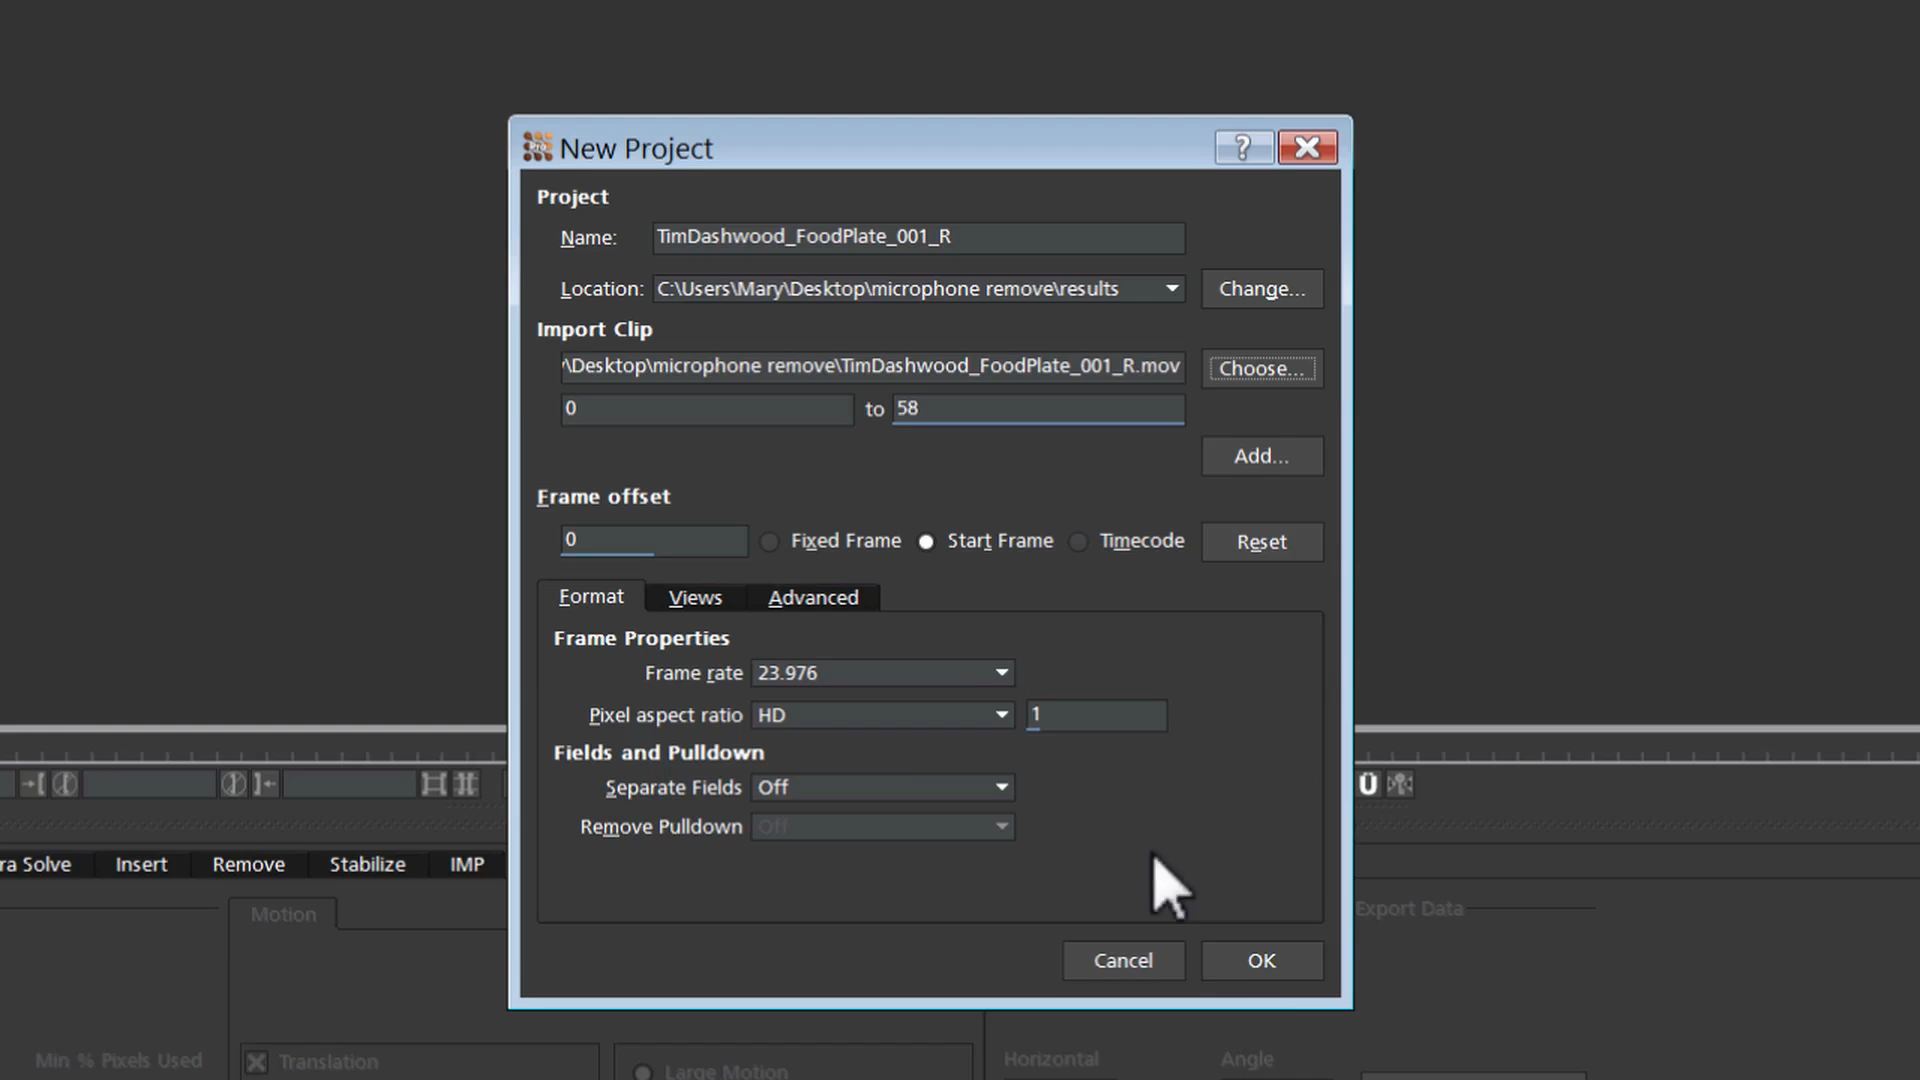 New Project
?
Project
Name: TimDashwood_FoodPlate_001_R
Location: C:\Users\Mary\Desktop\microphone remove\results Change...
Import Clip
\Desktop\microphone remove\TimDashwood_FoodPlate_001_R.mov Choose...
0 to 58
Add...
Frame offset
0 Fixed Frame Start Frame Timecode Reset
Format Views Advanced
Frame Properties
Frame rate 23.976
Pixel aspect ratio HD 1
Fields and Pulldown
Separate Fields Off
Remove Pulldown Off
ra Solve Insert Remove Stabilize IMP
Motion Export Data
Cancel OK
Min % Pixels Used Translation Large Motion Horizontal Angle